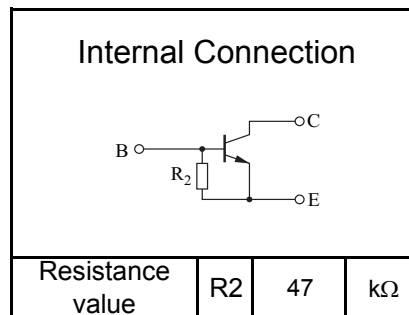 Internal Connection
C
B
R2
E
Resistance value R2 47 kΩ